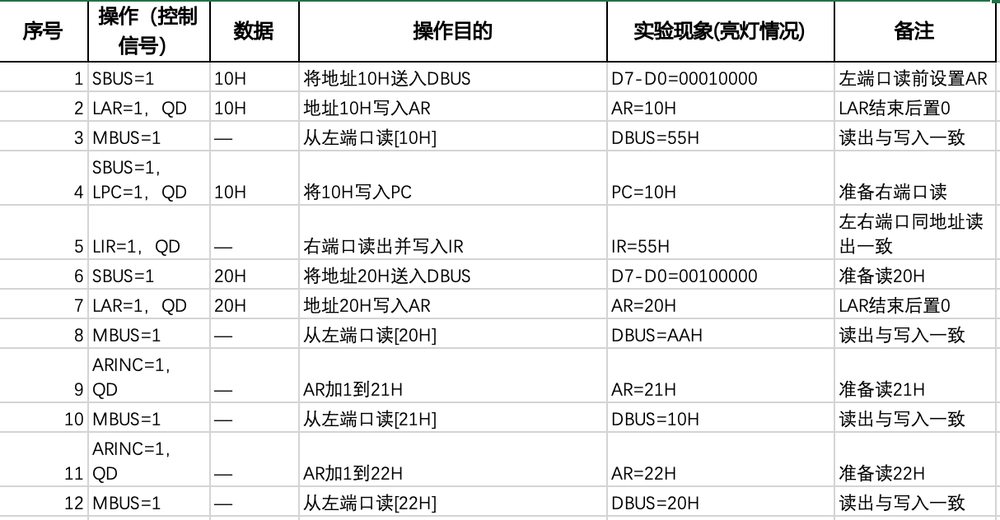 序号 操作（控制信号） 数据 操作目的 实验现象(亮灯情况) 备注
1 SBUS=1 10H 将地址10H送入DBUS D7-D0=00010000 左端口读前设置AR
2 LAR=1，QD 10H 地址10H写入AR AR=10H LAR结束后置0
3 MBUS=1 — 从左端口读[10H] DBUS=55H 读出与写入一致
4 SBUS=1，LPC=1，QD 10H 将10H写入PC PC=10H 准备右端口读
5 LIR=1，QD — 右端口读出并写入IR IR=55H 左右端口同地址读出一致
6 SBUS=1 20H 将地址20H送入DBUS D7-D0=00100000 准备读20H
7 LAR=1，QD 20H 地址20H写入AR AR=20H LAR结束后置0
8 MBUS=1 — 从左端口读[20H] DBUS=AAH 读出与写入一致
9 ARINC=1，QD — AR加1到21H AR=21H 准备读21H
10 MBUS=1 — 从左端口读[21H] DBUS=10H 读出与写入一致
11 ARINC=1，QD — AR加1到22H AR=22H 准备读22H
12 MBUS=1 — 从左端口读[22H] DBUS=20H 读出与写入一致